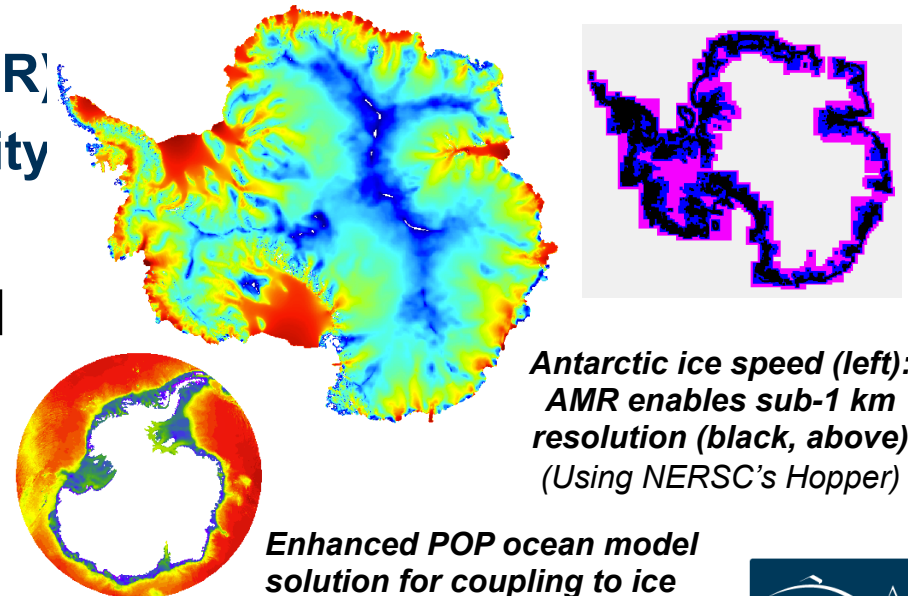 R)
ity
Antarctic ice speed (left):
AMR enables sub-1 km
resolution (black, above)
(Using NERSC's Hopper)
Enhanced POP ocean model
solution for coupling to ice